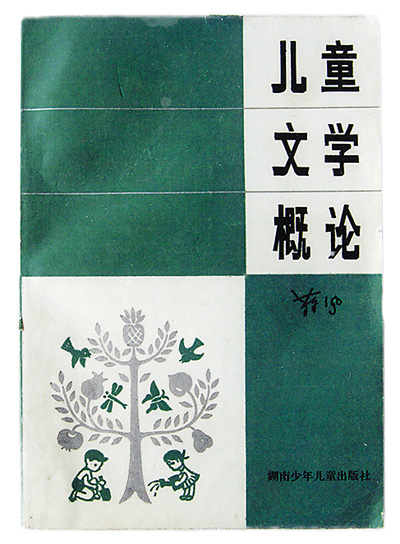 儿童
文学
概论
湖南少年儿童出版社